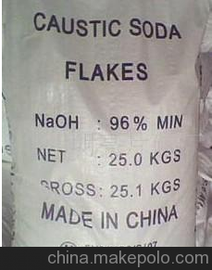 CAUSTIC SODA
FLAKES
NaOH : 96% MIN
NET : 25.0 KGS
GROSS: 25.1 KGS
MADE IN CHINA
china.makepolo.com